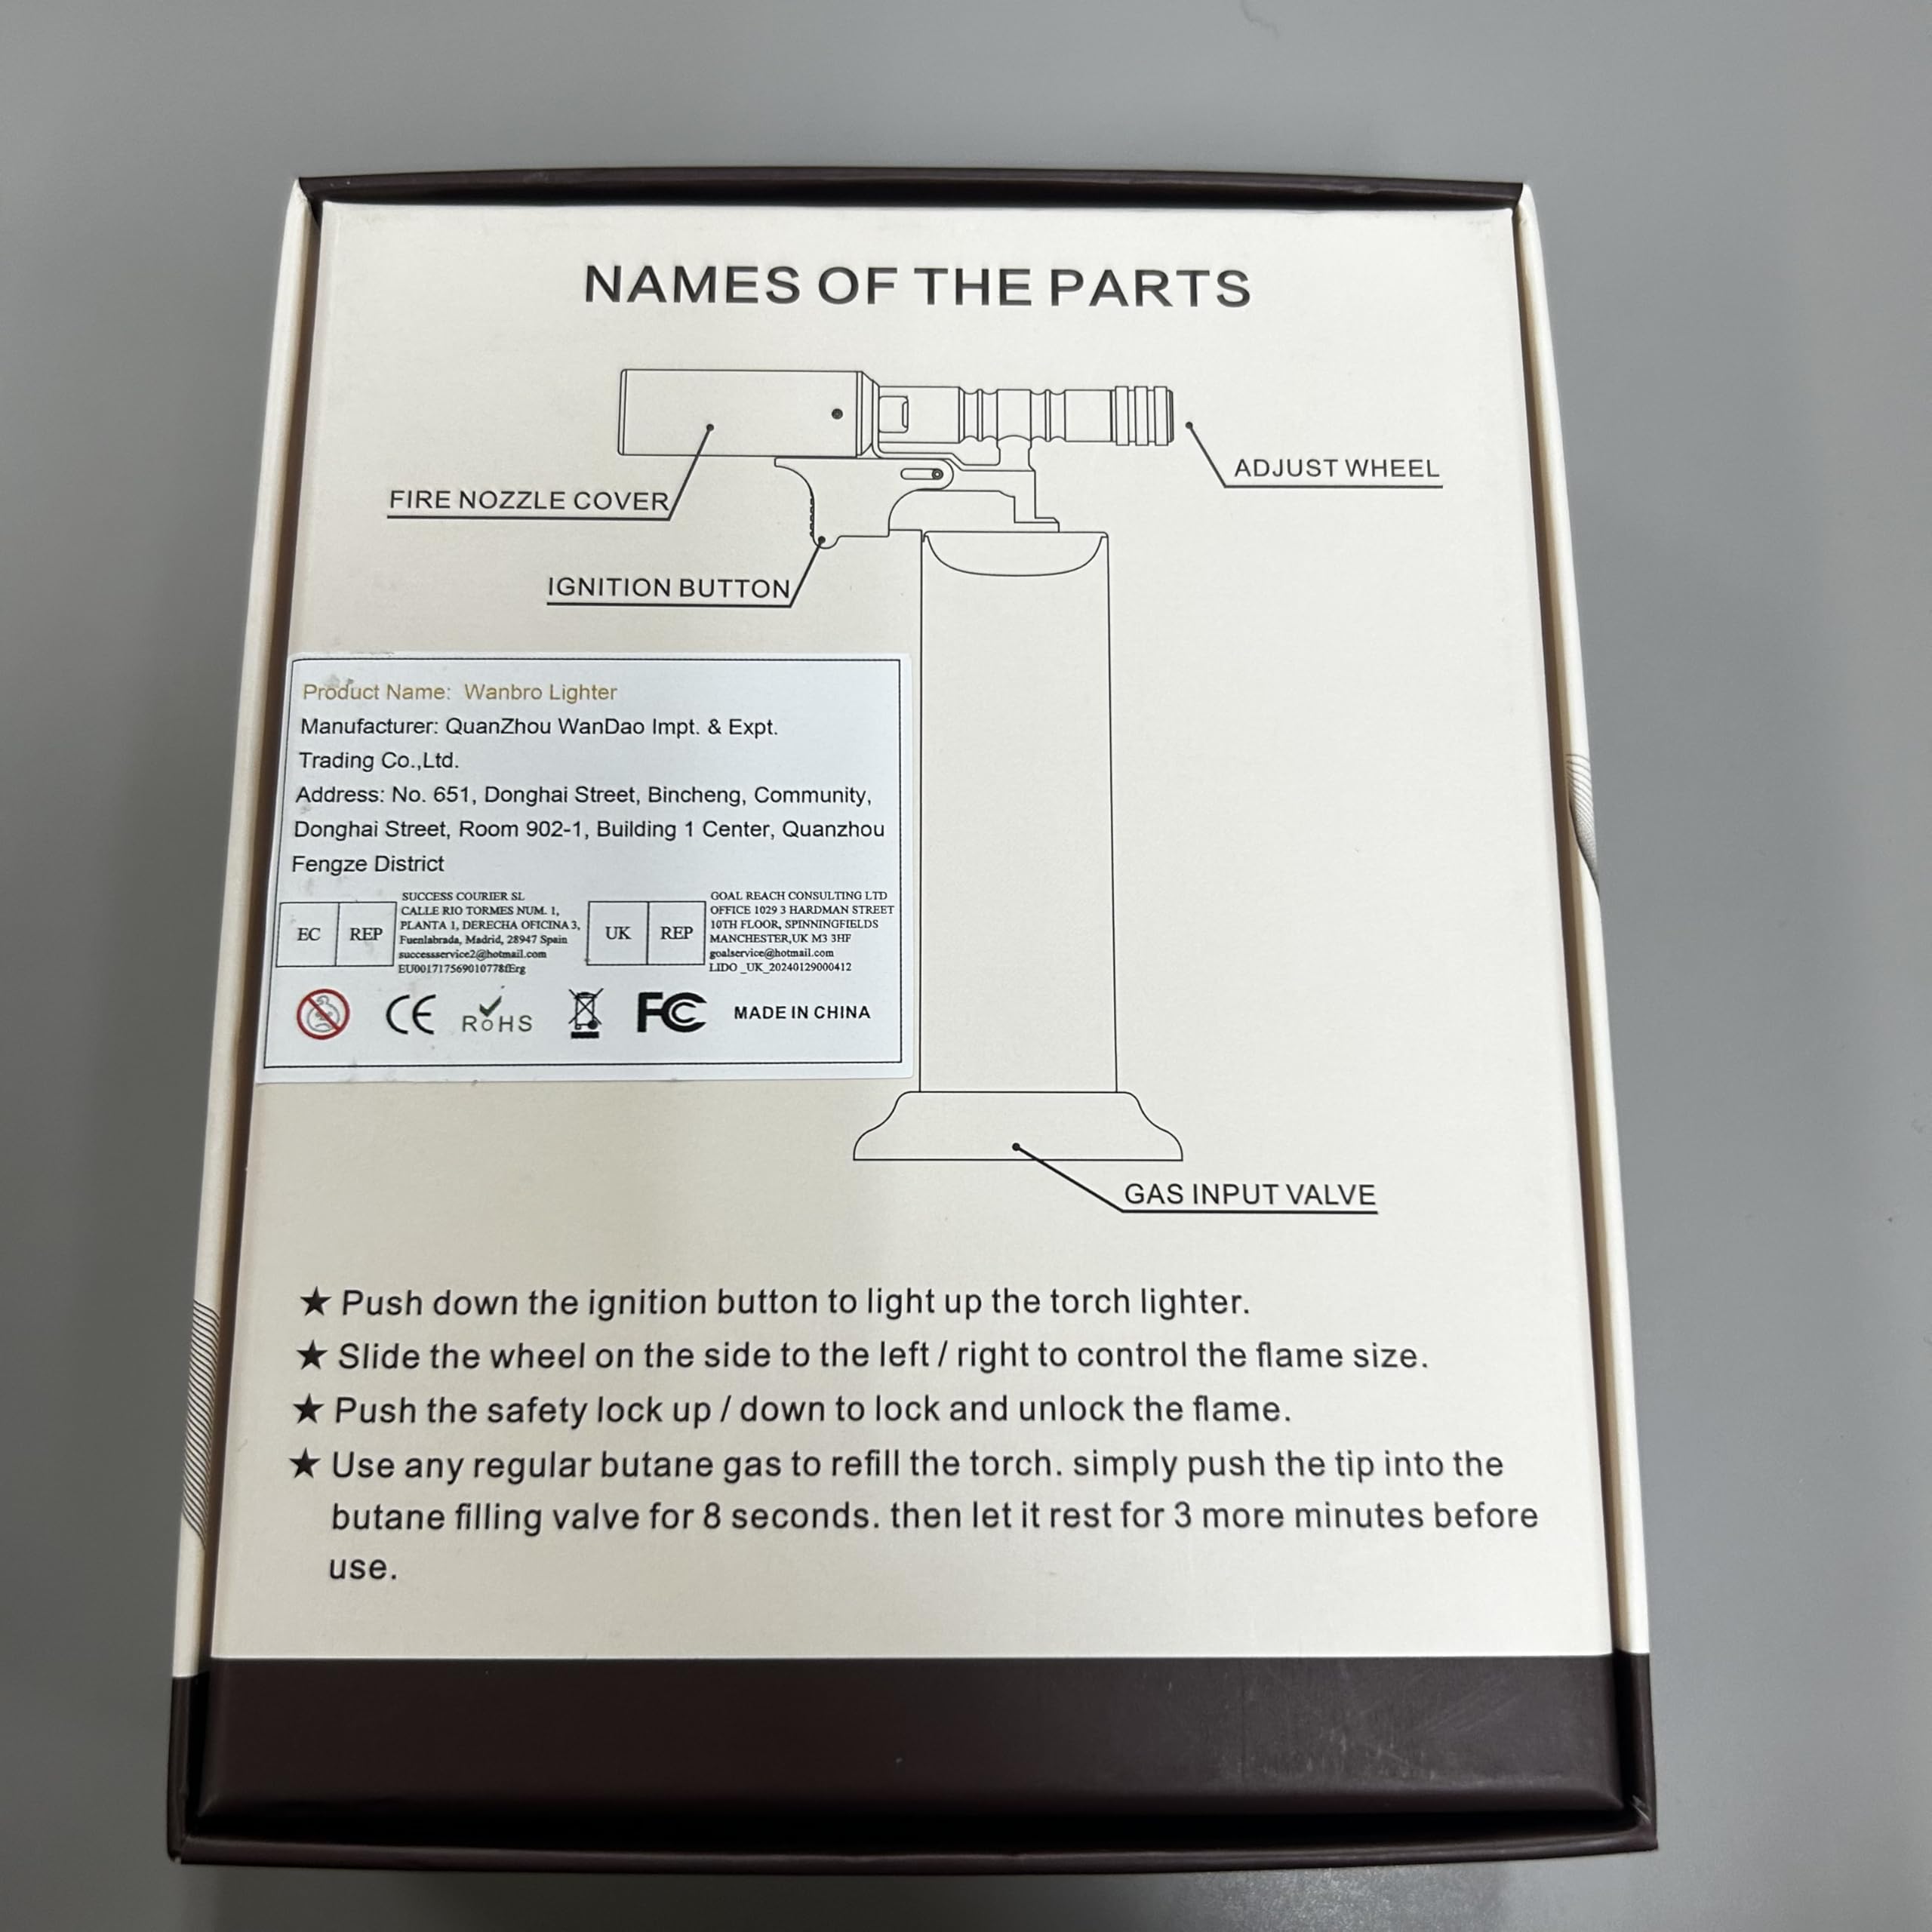 NAMES OF THE PARTS
FIRE NOZZLE COVER
ADJUST WHEEL
IGNITION BUTTON
Product Name: Wanbro Lighter
Manufacturer: QuanZhou WanDao Impt. & Expt.
Trading Co.,Ltd.
Address: No. 651, Donghai Street, Bincheng, Community,
Donghai Street, Room 902-1, Building 1 Center, Quanzhou
Fengze District
EC REP
SUCCESS COURIER SL
CALLE RIO TORMES NUM. 1,
PLANTA 1, DERECHA OFICINA 3,
Fuenlabrada, Madrid, 28947 Spain
successservice2@hotmail.com
EU001717569010778fErg
UK REP
GOAL REACH CONSULTING LTD
OFFICE 1029 3 HARDMAN STREET
10TH FLOOR, SPINNINGFIELDS
MANCHESTER,UK M3 3HF
goalservice@hotmail.com
LIDO _UK_20240129000412
CE RoHS FC MADE IN CHINA
GAS INPUT VALVE
★ Push down the ignition button to light up the torch lighter.
★ Slide the wheel on the side to the left / right to control the flame size.
★ Push the safety lock up / down to lock and unlock the flame.
★ Use any regular butane gas to refill the torch. simply push the tip into the
butane filling valve for 8 seconds. then let it rest for 3 more minutes before
use.